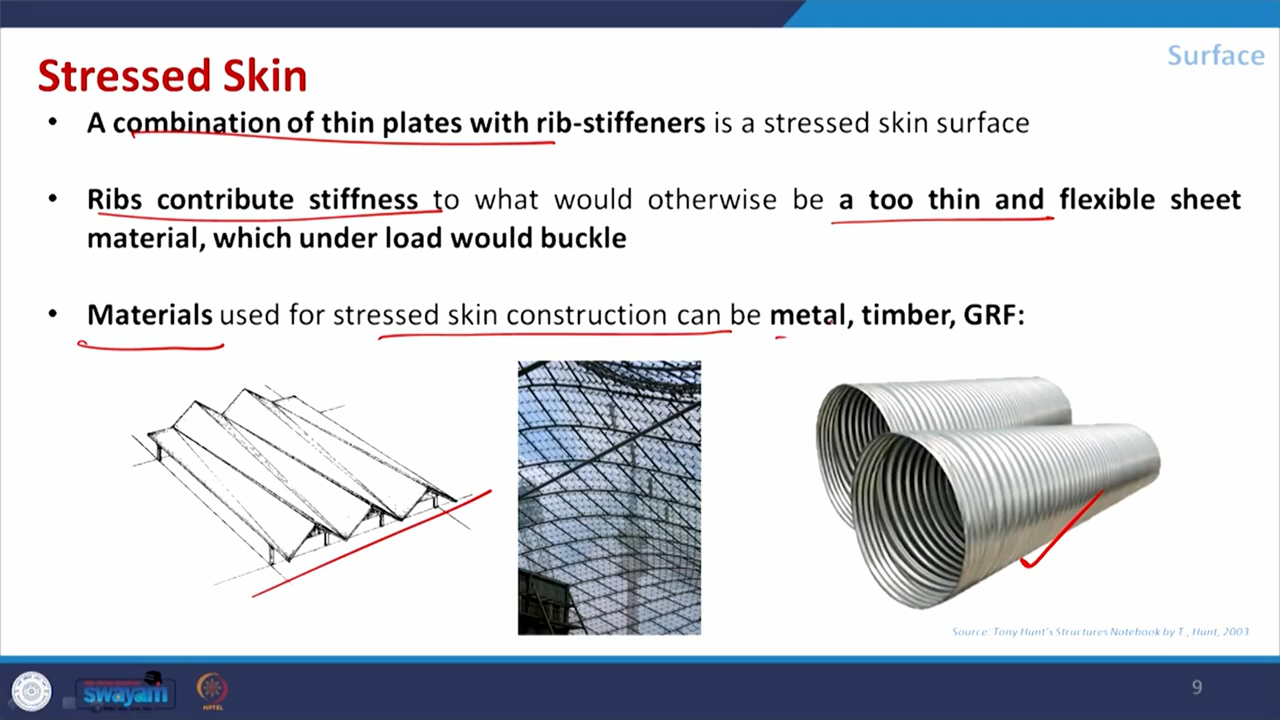 Surface
Stressed Skin
• A combination of thin plates with rib-stiffeners is a stressed skin surface
• Ribs contribute stiffness to what would otherwise be a too thin and flexible sheet
material, which under load would buckle
• Materials used for stressed skin construction can be metal, timber, GRF:
Source: Tony Hunt's Structures Notebook by T., Hunt, 2003
swayam
NPTEL
9